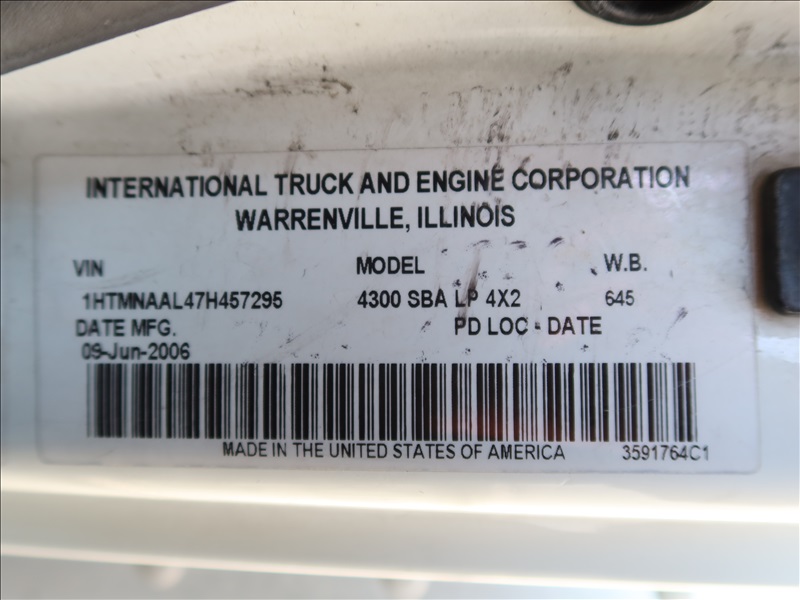 INTERNATIONAL TRUCK AND ENGINE CORPORATION
WARRENVILLE, ILLINOIS
VIN MODEL W.B.
1HTMNAAL47H457295 4300 SBA LP 4X2 645
DATE MFG. PD LOC - DATE
09-Jun-2006
MADE IN THE UNITED STATES OF AMERICA 3591764C1